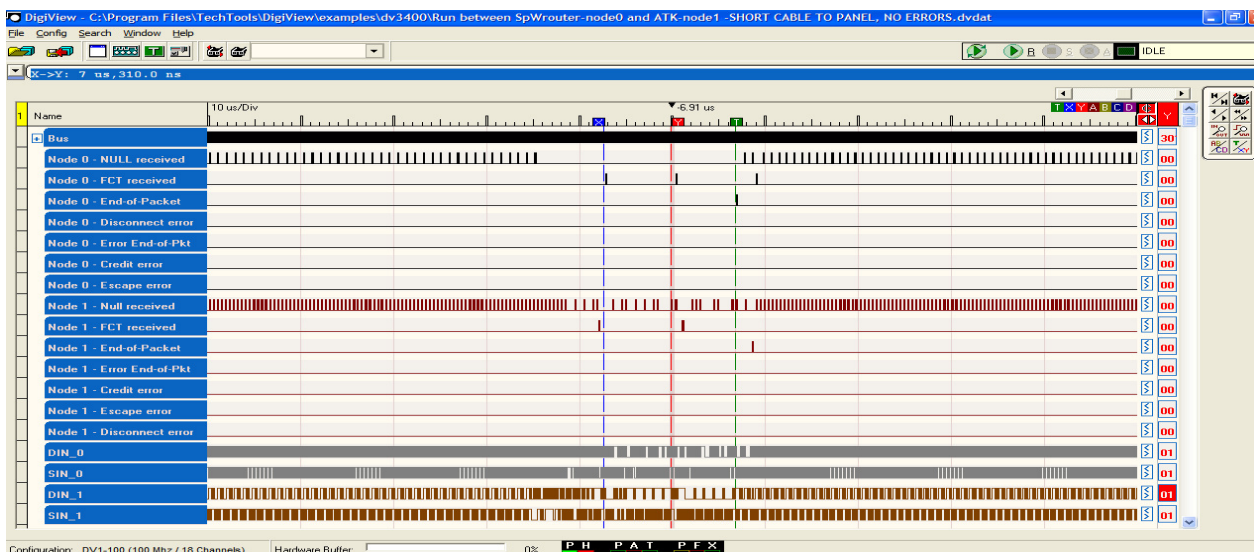 DigiView - C:\Program Files\TechTools\DigiView\examples\dv3400\Run between SpWrouter-node0 and ATK-node1 -SHORT CABLE TO PANEL, NO ERRORS.dvdat
File Config Search Window Help
B S A IDLE
X->Y: 7 us,310.0 ns
T X Y A B C D
1 Name 10 us/Div -6.91 us Y
X Y T
Bus 30
Node 0 - NULL received 00
Node 0 - FCT received 00
Node 0 - End-of-Packet 00
Node 0 - Disconnect error 00
Node 0 - Error End-of-Pkt 00
Node 0 - Credit error 00
Node 0 - Escape error 00
Node 1 - Null received 00
Node 1 - FCT received 00
Node 1 - End-of-Packet 00
Node 1 - Error End-of-Pkt 00
Node 1 - Credit error 00
Node 1 - Escape error 00
Node 1 - Disconnect error 00
DIN_0 01
SIN_0 01
DIN_1 01
SIN_1 01
Configuration: DV1-100 (100 Mhz / 18 Channels) Hardware Buffer: 0% P H P A T P F X